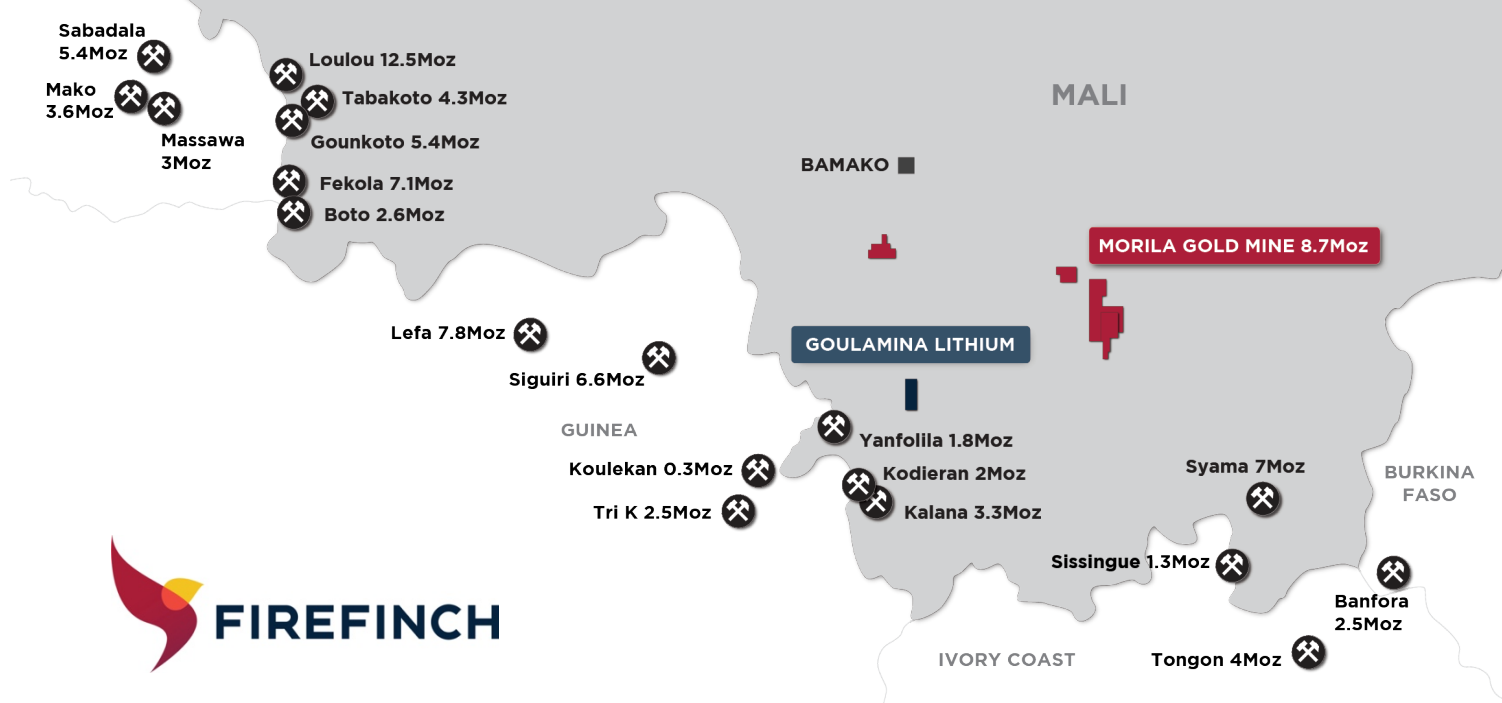 Sabadala
5.4Moz
Mako
3.6Moz
Massawa
3Moz
Loulou 12.5Moz
Tabakoto 4.3Moz
Gounkoto 5.4Moz
Fekola 7.1Moz
Boto 2.6Moz
MALI
BAMAKO
MORILA GOLD MINE 8.7Moz
GOULAMINA LITHIUM
Lefa 7.8Moz
Siguiri 6.6Moz
GUINEA
Koulekan 0.3Moz
Tri K 2.5Moz
Yanfolila 1.8Moz
Kodieran 2Moz
Kalana 3.3Moz
Syama 7Moz
BURKINA
FASO
Sissingue 1.3Moz
Banfora
2.5Moz
Tongon 4Moz
IVORY COAST
FIREFINCH